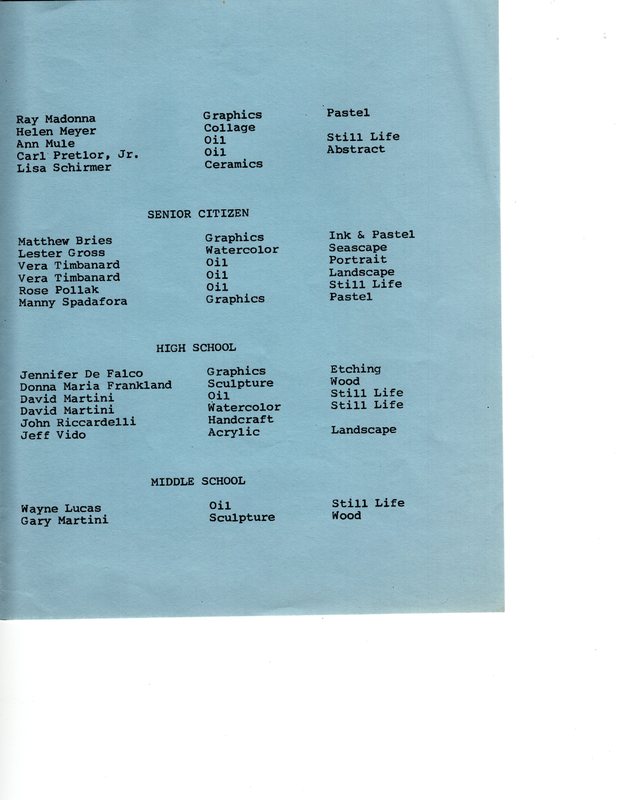 Ray Madonna Graphics Pastel
Helen Meyer Collage
Ann Mule Oil Still Life
Carl Pretlor, Jr. Oil Abstract
Lisa Schirmer Ceramics
SENIOR CITIZEN
Matthew Bries Graphics Ink & Pastel
Lester Gross Watercolor Seascape
Vera Timbanard Oil Portrait
Vera Timbanard Oil Landscape
Rose Pollak Oil Still Life
Manny Spadafora Graphics Pastel
HIGH SCHOOL
Jennifer De Falco Graphics Etching
Donna Maria Frankland Sculpture Wood
David Martini Oil Still Life
David Martini Watercolor Still Life
John Riccardelli Handcraft
Jeff Vido Acrylic Landscape
MIDDLE SCHOOL
Wayne Lucas Oil Still Life
Gary Martini Sculpture Wood